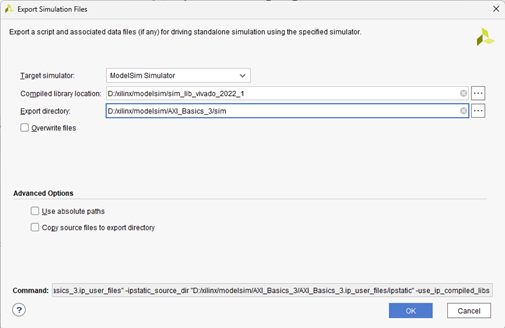 Export Simulation Files
Export a script and associated data files (if any) for driving standalone simulation using the specified simulator.
Target simulator: ModelSim Simulator
Compiled library location: D:/xilinx/modelsim/sim_lib_vivado_2022_1
Export directory: D:/xilinx/modelsim/AXI_Basics_3/sim
Overwrite files
Advanced Options
Use absolute paths
Copy source files to export directory
Command: asics_3.ip_user_files" -ipstatic_source_dir "D:/xilinx/modelsim/AXI_Basics_3/AXI_Basics_3.ip_user_files/ipstatic" -use_ip_compiled_libs
? OK Cancel